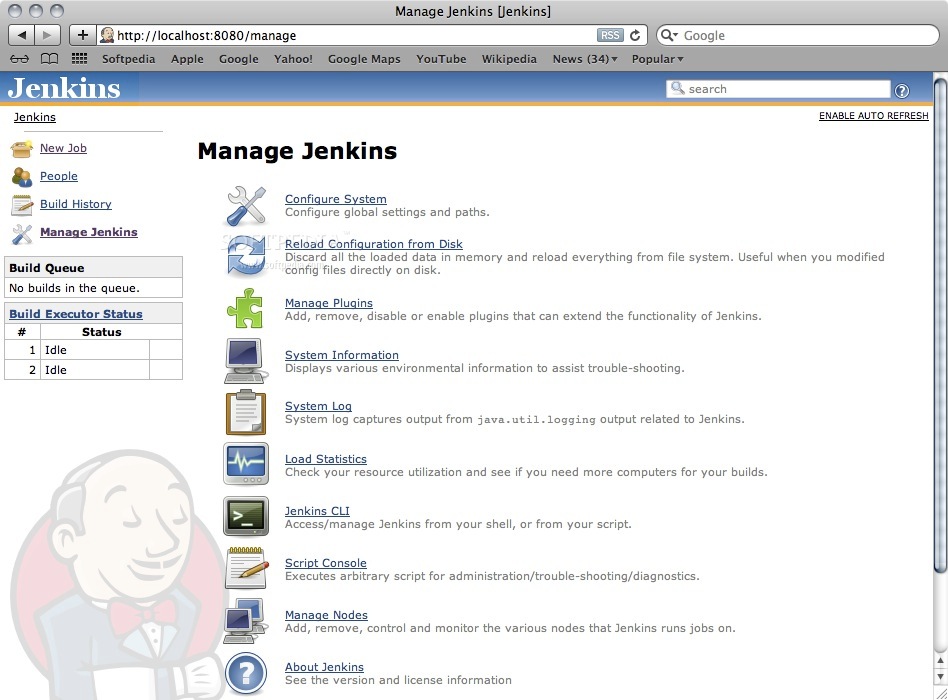 Manage Jenkins [Jenkins]
http://localhost:8080/manage
RSS
Google
Softpedia Apple Google Yahoo! Google Maps YouTube Wikipedia News (34) Popular
Jenkins
search
?
Jenkins
ENABLE AUTO REFRESH
New Job
People
Build History
Manage Jenkins
Build Queue
No builds in the queue.
Build Executor Status
# Status
1 Idle
2 Idle
Manage Jenkins
Configure System
Configure global settings and paths.
SOFTPEDIA
Reload Configuration from Disk
Discard all the loaded data in memory and reload everything from file system. Useful when you modified
config files directly on disk.
Manage Plugins
Add, remove, disable or enable plugins that can extend the functionality of Jenkins.
System Information
Displays various environmental information to assist trouble-shooting.
System Log
System log captures output from java.util.logging output related to Jenkins.
Load Statistics
Check your resource utilization and see if you need more computers for your builds.
>_
Jenkins CLI
Access/manage Jenkins from your shell, or from your script.
Script Console
Executes arbitrary script for administration/trouble-shooting/diagnostics.
Manage Nodes
Add, remove, control and monitor the various nodes that Jenkins runs jobs on.
?
About Jenkins
See the version and license information